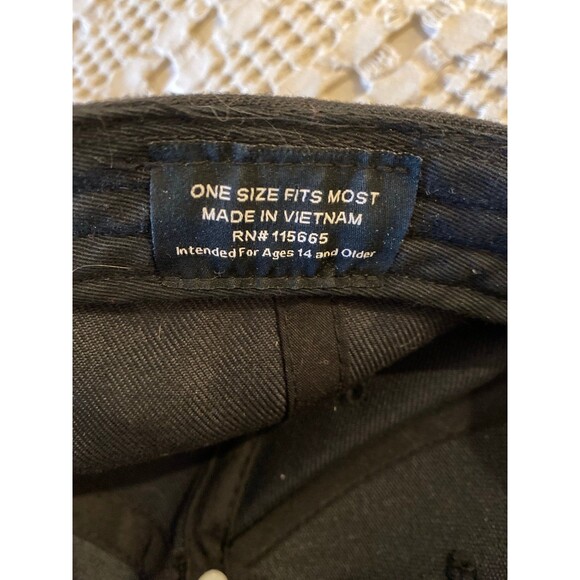 ONE SIZE FITS MOST
MADE IN VIETNAM
RN# 115665
Intended For Ages 14 and Older